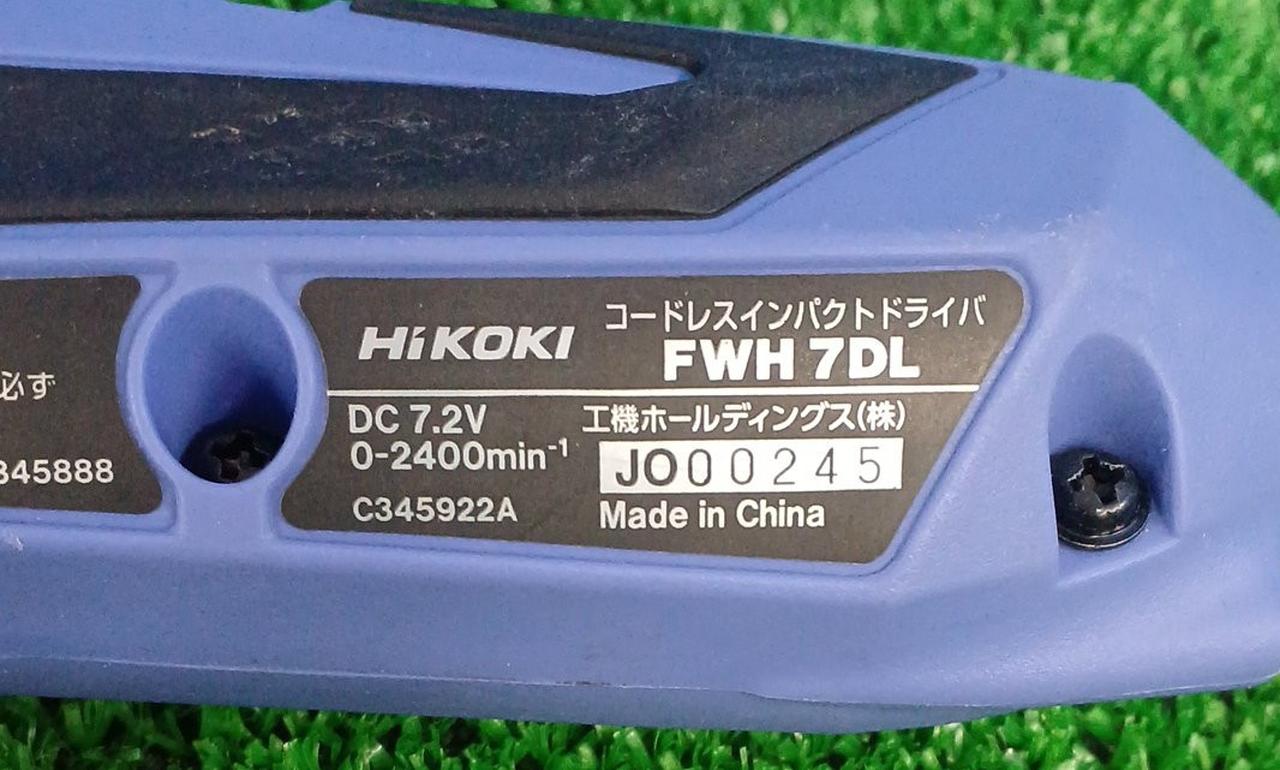 必ず
345888
HiKOKI
コードレスインパクトドライバ
FWH 7DL
DC 7.2V
0-2400min⁻¹
C345922A
工機ホールディングス(株)
JO00245
Made in China